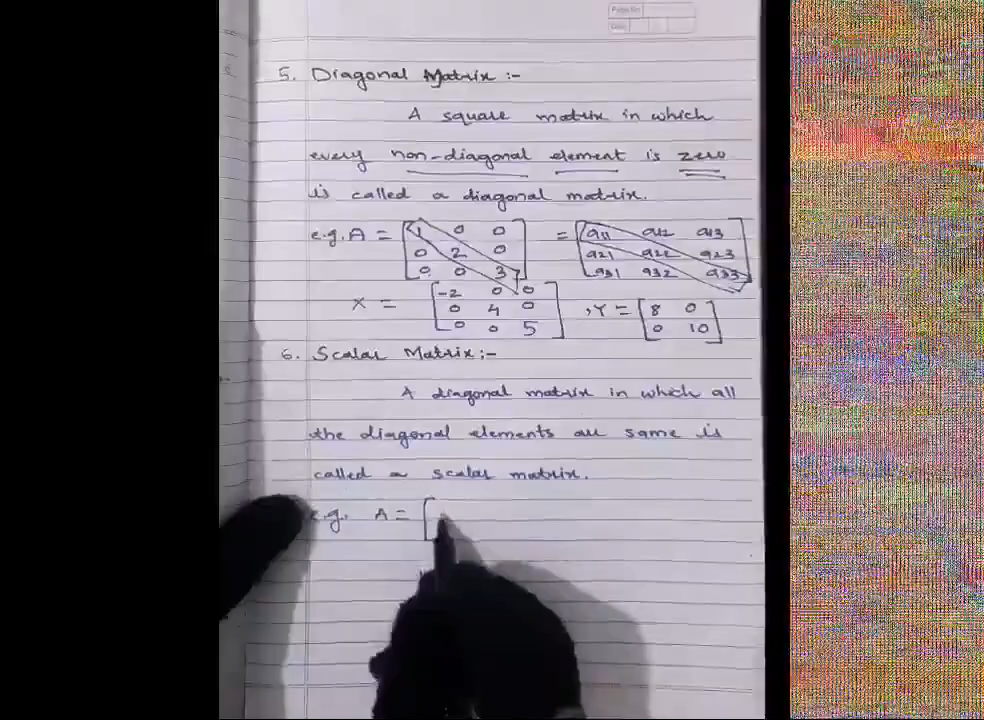 Page No.
Date
5. Diagonal Matrix :-
A square matrix in which
every non-diagonal element is zero
is called a diagonal matrix.
e.g. A = [1 0 0 = [a11 a12 a13
0 2 0 a21 a22 a23
0 0 3] a31 a32 a33]
X = [-2 0 0 , Y = [8 0
0 4 0 0 10]
0 0 5]
6. Scalar Matrix :-
A diagonal matrix in which all
the diagonal elements are same is
called a scalar matrix.
e.g. A = [